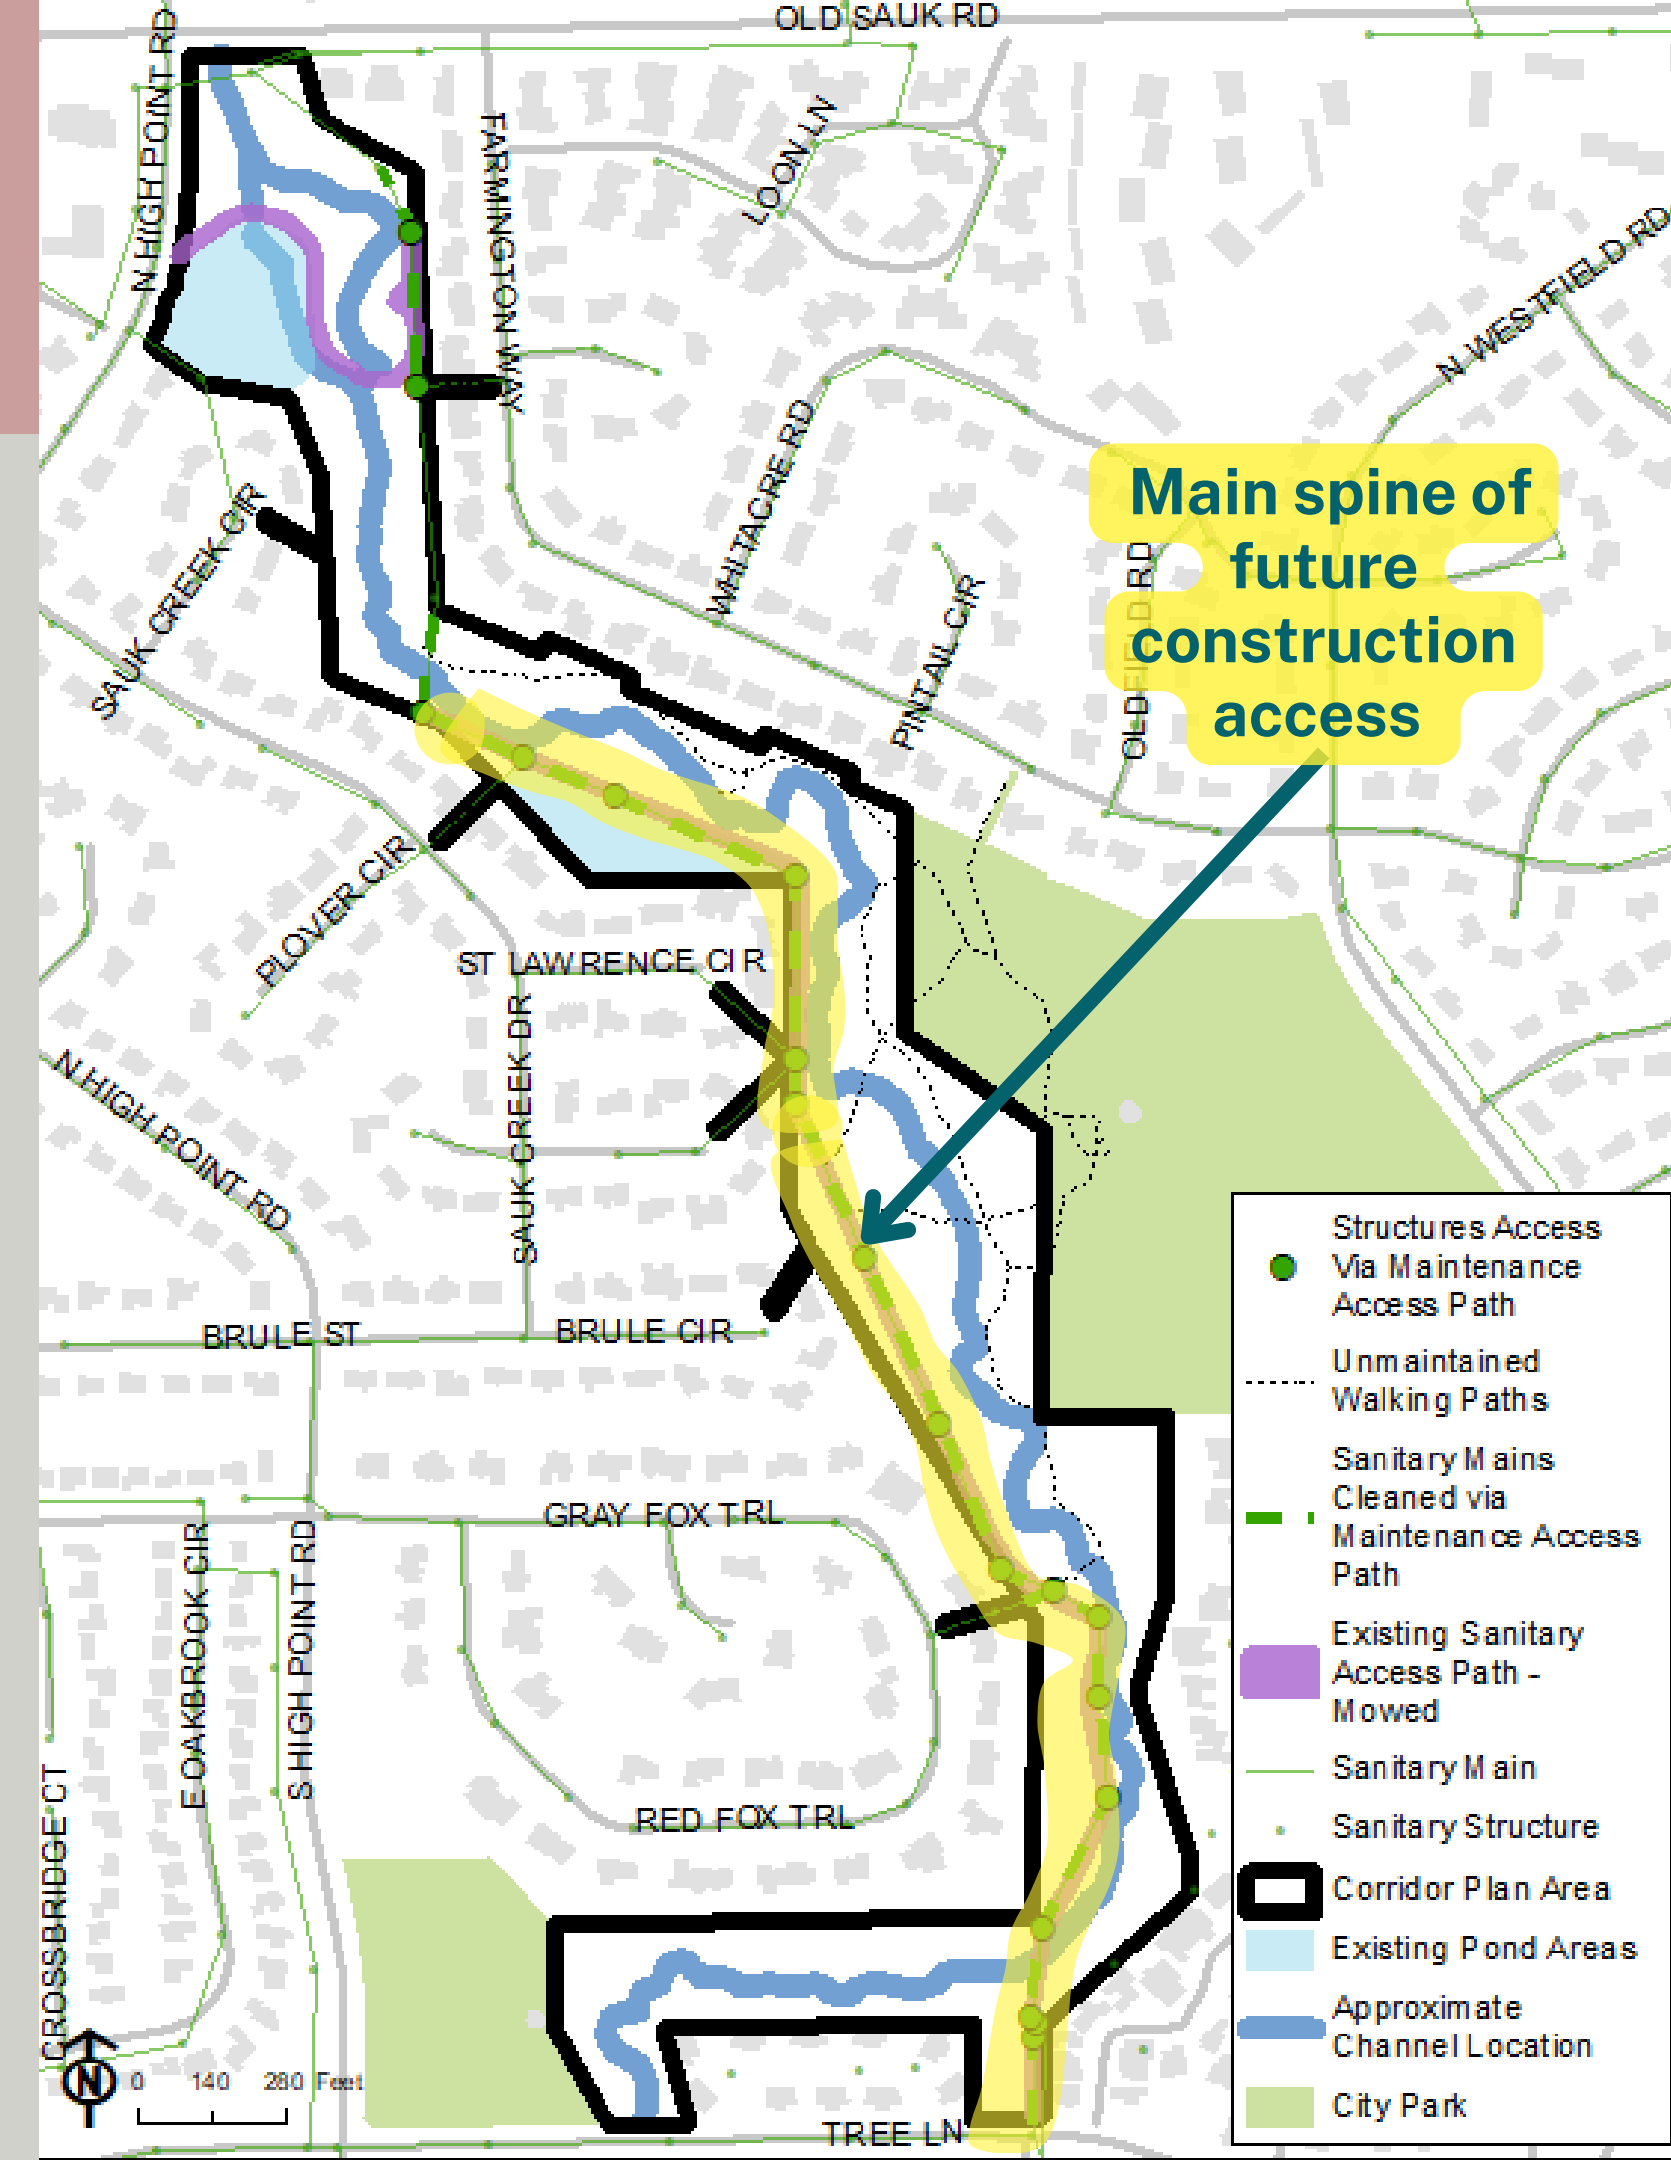 OLD SAUK RD
N HIGH POINT RD
FARMINGTON WAY
LOON LN
N WESTFIELD RD
WHILTACRE RD
SAUK CREEK CIR
PINTAIL CIR
OLDFIELD RD
Main spine of
future
construction
access
PLOVER CIR
ST LAWRENCE CIR
SAUK CREEK DR
N HIGH POINT RD
BRULE ST
BRULE CIR
GRAY FOX TRL
E OAKBROOK CIR
S HIGH POINT RD
RED FOX TRL
CROSSBRIDGE CT
TREE LN
N
0 140 280 Feet
Structures Access
Via Maintenance
Access Path
Unmaintained
Walking Paths
Sanitary Mains
Cleaned via
Maintenance Access
Path
Existing Sanitary
Access Path -
Mowed
Sanitary Main
Sanitary Structure
Corridor Plan Area
Existing Pond Areas
Approximate
Channel Location
City Park